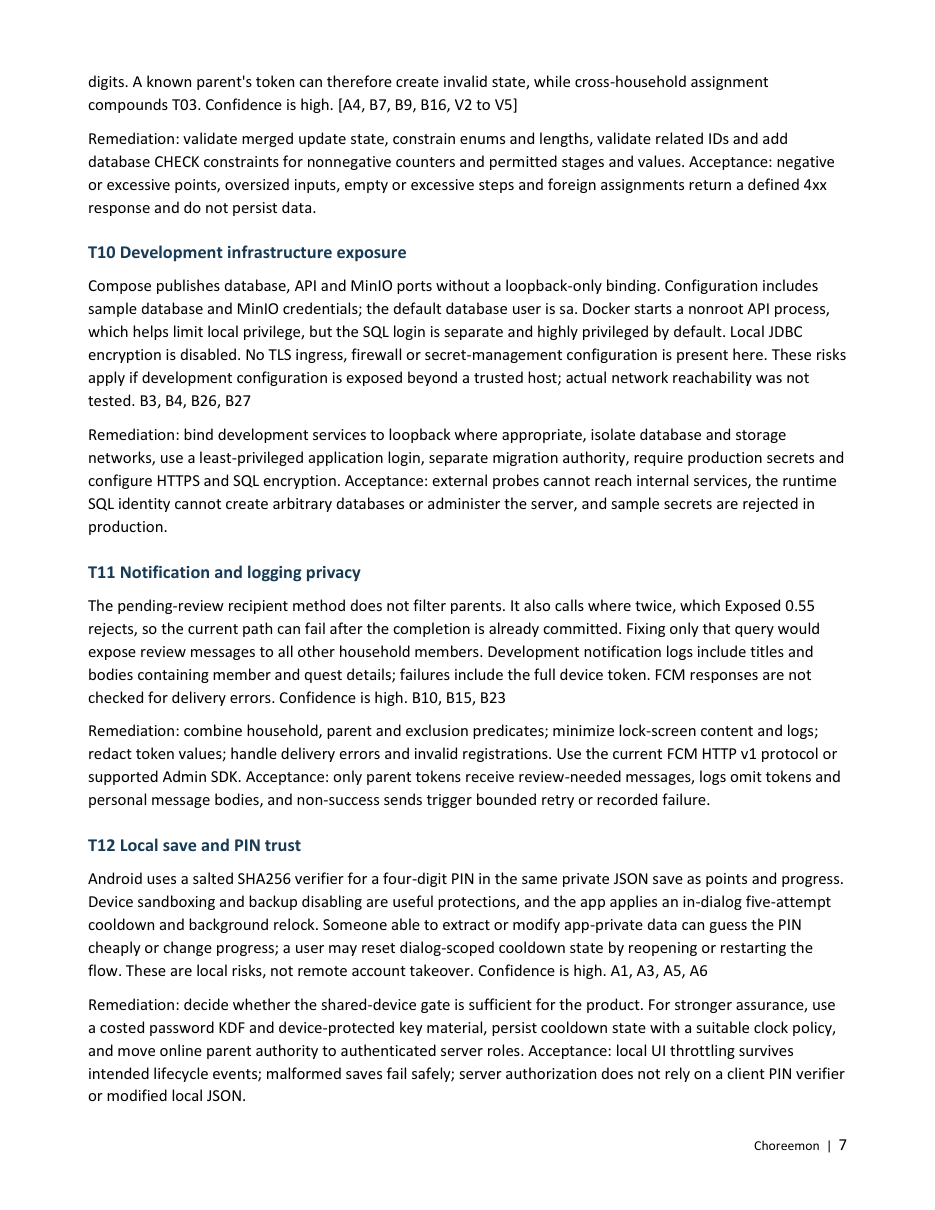 digits. A known parent's token can therefore create invalid state, while cross-household assignment
compounds T03. Confidence is high. [A4, B7, B9, B16, V2 to V5]
Remediation: validate merged update state, constrain enums and lengths, validate related IDs and add
database CHECK constraints for nonnegative counters and permitted stages and values. Acceptance: negative
or excessive points, oversized inputs, empty or excessive steps and foreign assignments return a defined 4xx
response and do not persist data.
T10 Development infrastructure exposure
Compose publishes database, API and MinIO ports without a loopback-only binding. Configuration includes
sample database and MinIO credentials; the default database user is sa. Docker starts a nonroot API process,
which helps limit local privilege, but the SQL login is separate and highly privileged by default. Local JDBC
encryption is disabled. No TLS ingress, firewall or secret-management configuration is present here. These risks
apply if development configuration is exposed beyond a trusted host; actual network reachability was not
tested. B3, B4, B26, B27
Remediation: bind development services to loopback where appropriate, isolate database and storage
networks, use a least-privileged application login, separate migration authority, require production secrets and
configure HTTPS and SQL encryption. Acceptance: external probes cannot reach internal services, the runtime
SQL identity cannot create arbitrary databases or administer the server, and sample secrets are rejected in
production.
T11 Notification and logging privacy
The pending-review recipient method does not filter parents. It also calls where twice, which Exposed 0.55
rejects, so the current path can fail after the completion is already committed. Fixing only that query would
expose review messages to all other household members. Development notification logs include titles and
bodies containing member and quest details; failures include the full device token. FCM responses are not
checked for delivery errors. Confidence is high. B10, B15, B23
Remediation: combine household, parent and exclusion predicates; minimize lock-screen content and logs;
redact token values; handle delivery errors and invalid registrations. Use the current FCM HTTP v1 protocol or
supported Admin SDK. Acceptance: only parent tokens receive review-needed messages, logs omit tokens and
personal message bodies, and non-success sends trigger bounded retry or recorded failure.
T12 Local save and PIN trust
Android uses a salted SHA256 verifier for a four-digit PIN in the same private JSON save as points and progress.
Device sandboxing and backup disabling are useful protections, and the app applies an in-dialog five-attempt
cooldown and background relock. Someone able to extract or modify app-private data can guess the PIN
cheaply or change progress; a user may reset dialog-scoped cooldown state by reopening or restarting the
flow. These are local risks, not remote account takeover. Confidence is high. A1, A3, A5, A6
Remediation: decide whether the shared-device gate is sufficient for the product. For stronger assurance, use
a costed password KDF and device-protected key material, persist cooldown state with a suitable clock policy,
and move online parent authority to authenticated server roles. Acceptance: local UI throttling survives
intended lifecycle events; malformed saves fail safely; server authorization does not rely on a client PIN verifier
or modified local JSON.
Choreemon | 7